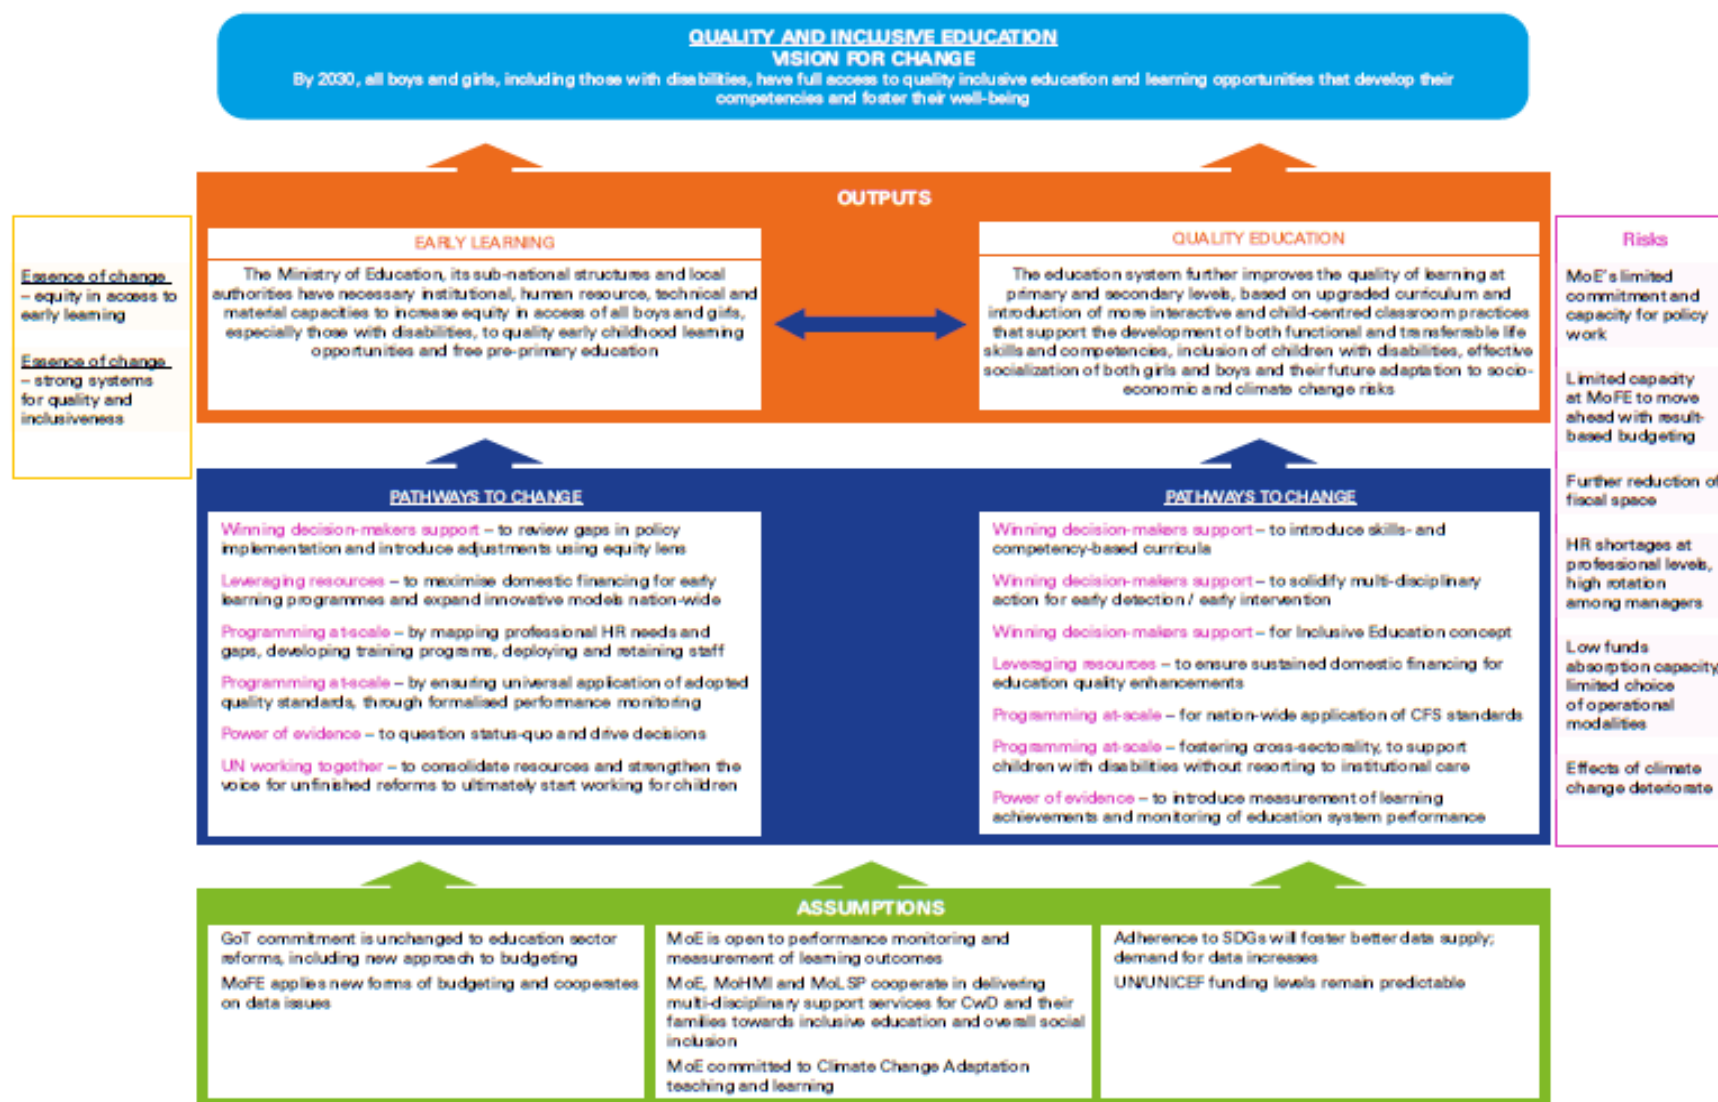 QUALITY AND INCLUSIVE EDUCATION
VISION FOR CHANGE
By 2030, all boys and girls, including those with disabilities, have full access to quality inclusive education and learning opportunities that develop their
competencies and foster their well-being
OUTPUTS
Essence of change
– equity in access to
early learning
Essence of change
– strong systems
for quality and
inclusiveness
EARLY LEARNING
The Ministry of Education, its sub-national structures and local
authorities have necessary institutional, human resource, technical and
material capacities to increase equity in access of all boys and girls,
especially those with disabilities, to quality early childhood learning
opportunities and free pre-primary education
QUALITY EDUCATION
The education system further improves the quality of learning at
primary and secondary levels, based on upgraded curriculum and
introduction of more interactive and child-centred classroom practices
that support the development of both functional and transferrable life
skills and competencies, inclusion of children with disabilities, effective
socialization of both girls and boys and their future adaptation to socio-
economic and climate change risks
Risks
MoE's limited
commitment and
capacity for policy
work
Limited capacity
at MoFE to move
ahead with result-
based budgeting
Further reduction of
fiscal space
HR shortages at
professional levels,
high rotation
among managers
Low funds
absorption capacity,
limited choice
of operational
modalities
Effects of climate
change deteriorate
PATHWAYS TO CHANGE
Winning decision-makers support – to review gaps in policy
implementation and introduce adjustments using equity lens
Leveraging resources – to maximise domestic financing for early
learning programmes and expand innovative models nation-wide
Programming at-scale – by mapping professional HR needs and
gaps, developing training programs, deploying and retaining staff
Programming at-scale – by ensuring universal application of adopted
quality standards, through formalised performance monitoring
Power of evidence – to question status-quo and drive decisions
UN working together – to consolidate resources and strengthen the
voice for unfinished reforms to ultimately start working for children
PATHWAYS TO CHANGE
Winning decision-makers support – to introduce skills- and
competency-based curricula
Winning decision-makers support – to solidify multi-disciplinary
action for early detection / early intervention
Winning decision-makers support – for Inclusive Education concept
Leveraging resources – to ensure sustained domestic financing for
education quality enhancements
Programming at-scale – for nation-wide application of CFS standards
Programming at-scale – fostering cross-sectorality, to support
children with disabilities without resorting to institutional care
Power of evidence – to introduce measurement of learning
achievements and monitoring of education system performance
ASSUMPTIONS
GoT commitment is unchanged to education sector
reforms, including new approach to budgeting
MoFE applies new forms of budgeting and cooperates
on data issues
MoE is open to performance monitoring and
measurement of learning outcomes
MoE, MoHMI and MoLSP cooperate in delivering
multi-disciplinary support services for CwD and their
families towards inclusive education and overall social
inclusion
MoE committed to Climate Change Adaptation
teaching and learning
Adherence to SDGs will foster better data supply;
demand for data increases
UN/UNICEF funding levels remain predictable